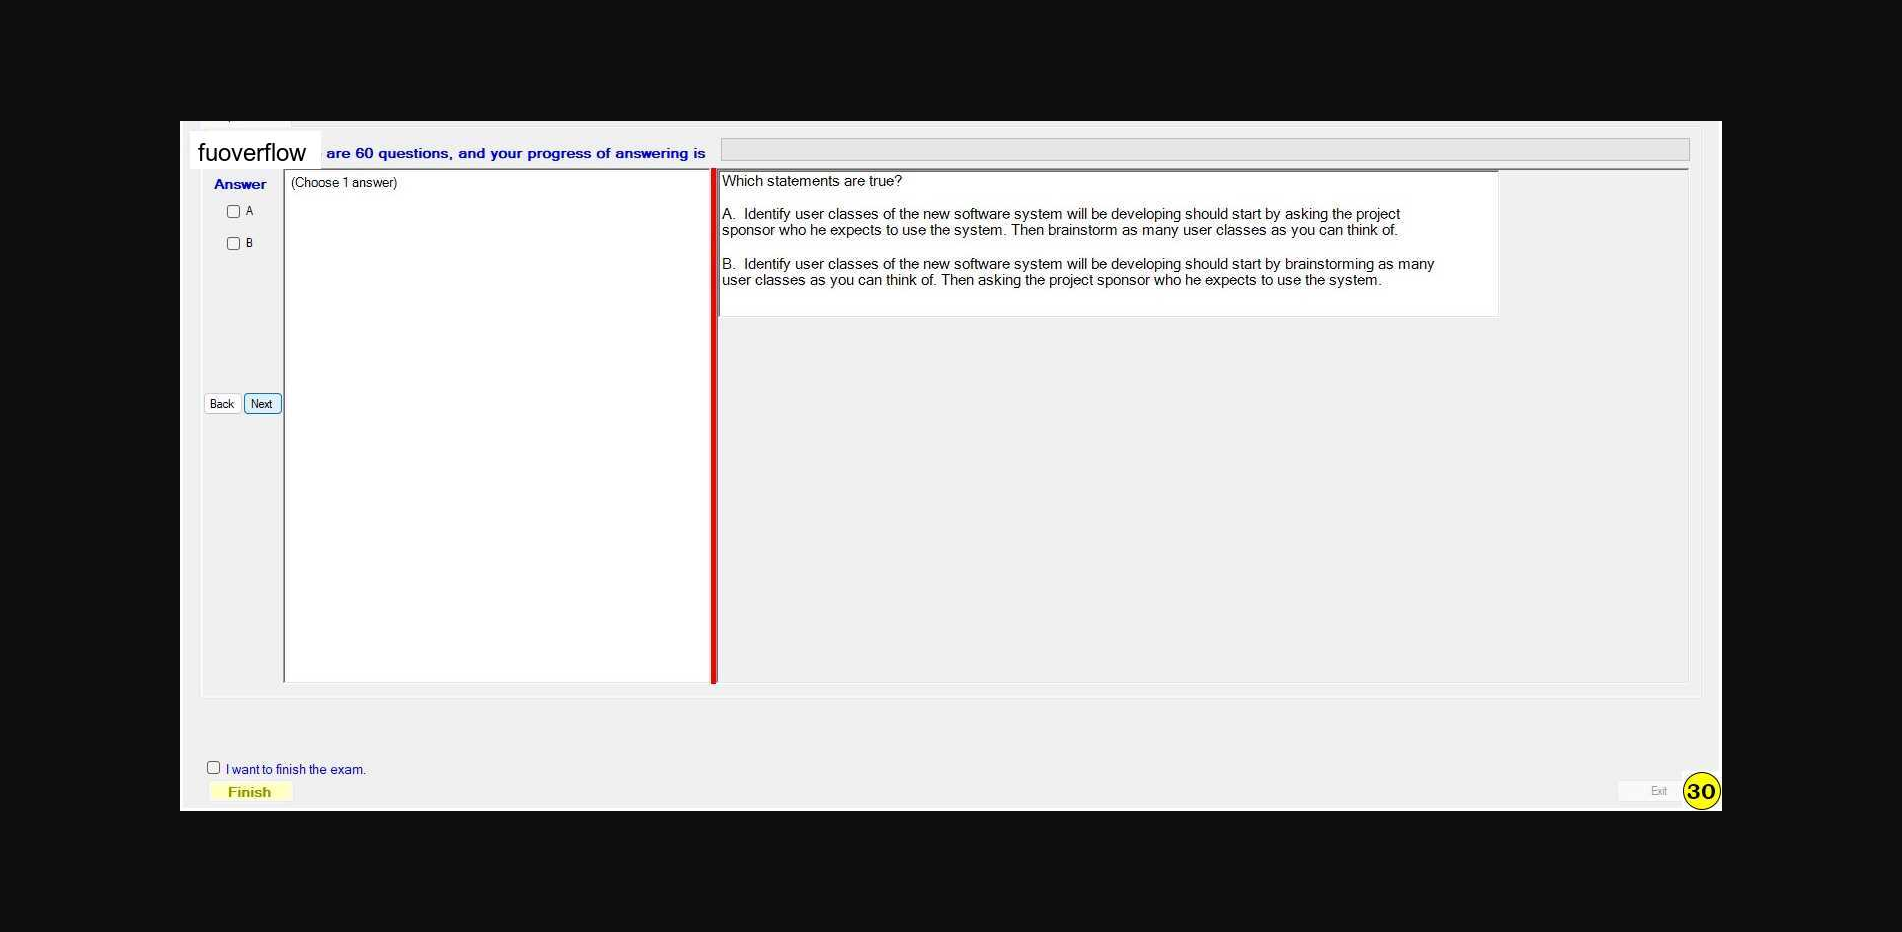 fuoverflow are 60 questions, and your progress of answering is
Answer
(Choose 1 answer)
A
B
Back Next
Which statements are true?
A. Identify user classes of the new software system will be developing should start by asking the project
sponsor who he expects to use the system. Then brainstorm as many user classes as you can think of.
B. Identify user classes of the new software system will be developing should start by brainstorming as many
user classes as you can think of. Then asking the project sponsor who he expects to use the system.
I want to finish the exam.
Finish
Exit
30